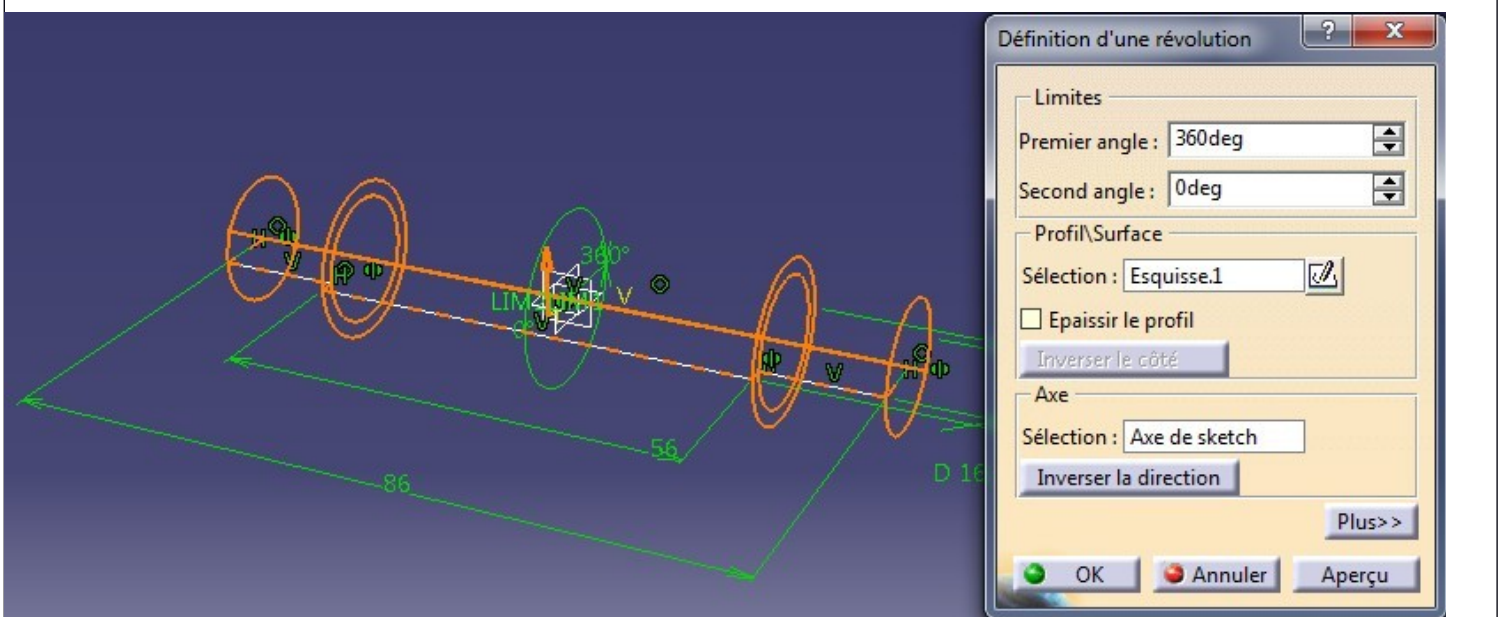 Définition d'une révolution
?
X
Limites
Premier angle : 360deg
Second angle : 0deg
Profil\Surface
Sélection : Esquisse.1
Epaissir le profil
Inverser le côté
Axe
Sélection : Axe de sketch
Inverser la direction
Plus>>
OK Annuler Aperçu
360°
V
H
V
H
V
0°
V
V
H
56
86
D 16